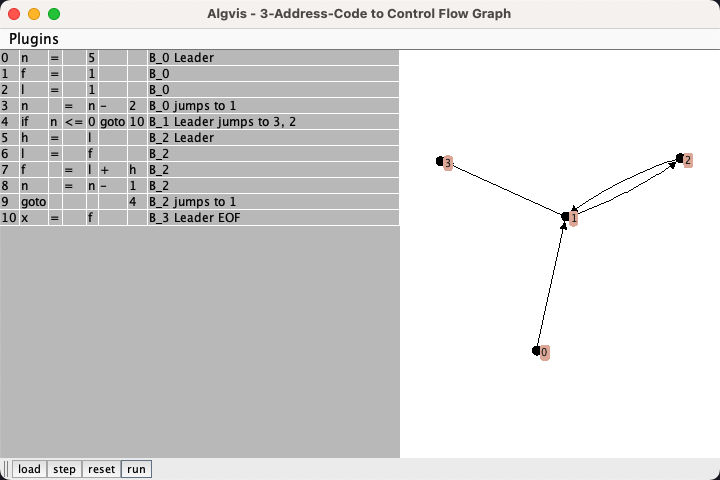 Algvis - 3-Address-Code to Control Flow Graph
Plugins
0 n = 5 B_0 Leader
1 f = 1 B_0
2 l = 1 B_0
3 n = n - 2 B_0 jumps to 1
4 if n <= 0 goto 10 B_1 Leader jumps to 3, 2
5 h = l B_2 Leader
6 l = f B_2
7 f = l + h B_2
8 n = n - 1 B_2
9 goto 4 B_2 jumps to 1
10 x = f B_3 Leader EOF
3
2
1
0
load step reset run